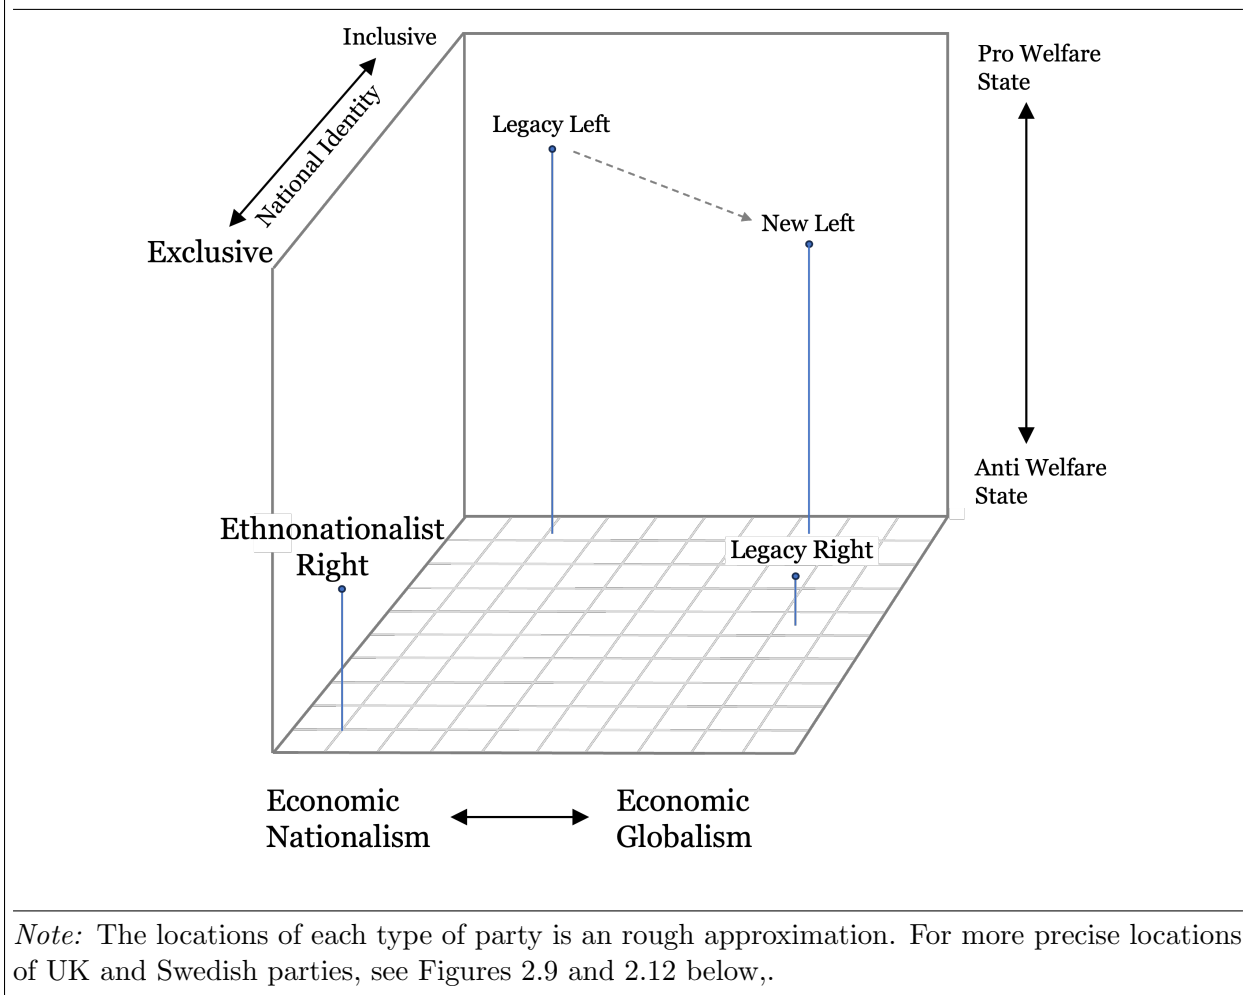 Inclusive
National Identity
Exclusive
Pro Welfare
State
Legacy Left
New Left
Anti Welfare
State
Ethnonationalist
Right
Legacy Right
Economic
Nationalism
Economic
Globalism
Note: The locations of each type of party is an rough approximation. For more precise locations
of UK and Swedish parties, see Figures 2.9 and 2.12 below,.